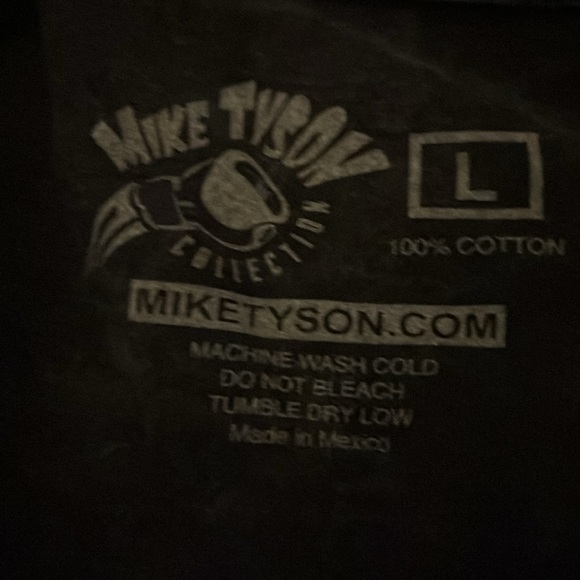 MIKE TYSON
COLLECTION
L
100% COTTON
MIKETYSON.COM
MACHINE WASH COLD
DO NOT BLEACH
TUMBLE DRY LOW
Made in Mexico